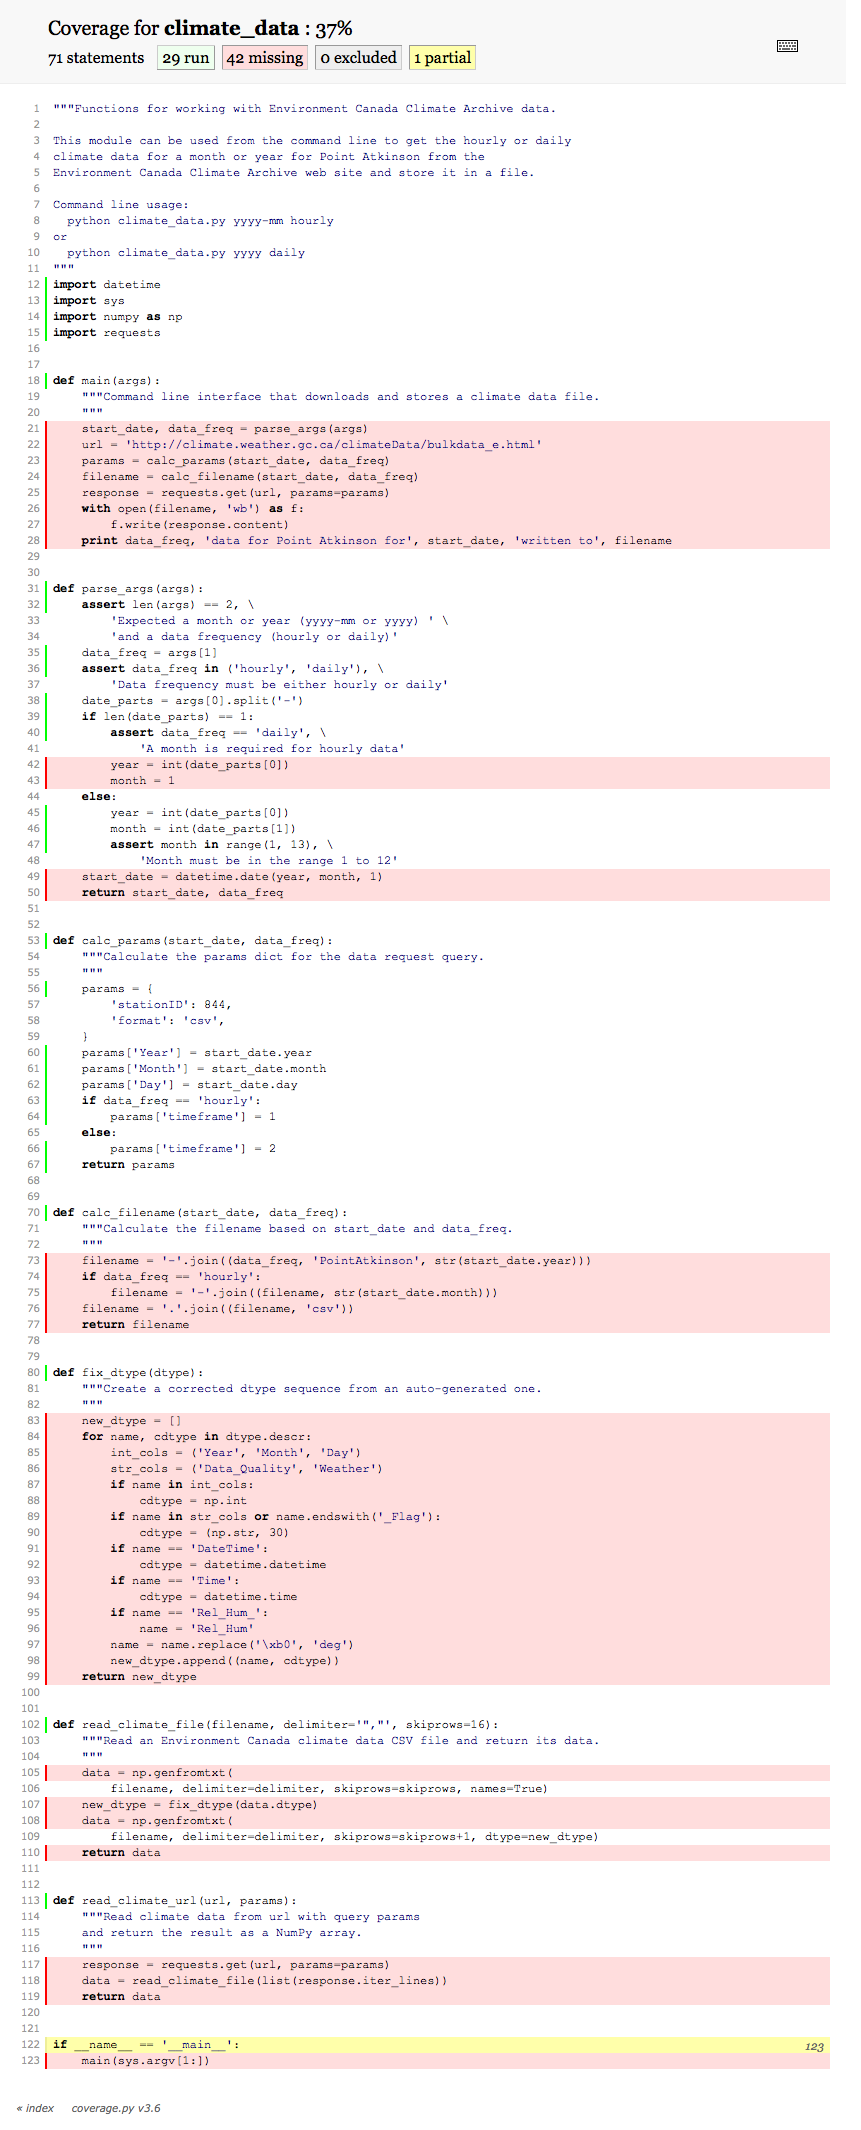 Coverage for climate_data : 37%
71 statements 29 run 42 missing 0 excluded 1 partial
1 """Functions for working with Environment Canada Climate Archive data.
2
3 This module can be used from the command line to get the hourly or daily
4 climate data for a month or year for Point Atkinson from the
5 Environment Canada Climate Archive web site and store it in a file.
6
7 Command line usage:
8 python climate_data.py yyyy-mm hourly
9 or
10 python climate_data.py yyyy daily
11 """
12 import datetime
13 import sys
14 import numpy as np
15 import requests
16
17
18 def main(args):
19 """Command line interface that downloads and stores a climate data file.
20 """
21 start_date, data_freq = parse_args(args)
22 url = 'http://climate.weather.gc.ca/climateData/bulkdata_e.html'
23 params = calc_params(start_date, data_freq)
24 filename = calc_filename(start_date, data_freq)
25 response = requests.get(url, params=params)
26 with open(filename, 'wb') as f:
27 f.write(response.content)
28 print data_freq, 'data for Point Atkinson for', start_date, 'written to', filename
29
30
31 def parse_args(args):
32 assert len(args) == 2, \
33 'Expected a month or year (yyyy-mm or yyyy) ' \
34 'and a data frequency (hourly or daily)'
35 data_freq = args[1]
36 assert data_freq in ('hourly', 'daily'), \
37 'Data frequency must be either hourly or daily'
38 date_parts = args[0].split('-')
39 if len(date_parts) == 1:
40 assert data_freq == 'daily', \
41 'A month is required for hourly data'
42 year = int(date_parts[0])
43 month = 1
44 else:
45 year = int(date_parts[0])
46 month = int(date_parts[1])
47 assert month in range(1, 13), \
48 'Month must be in the range 1 to 12'
49 start_date = datetime.date(year, month, 1)
50 return start_date, data_freq
51
52
53 def calc_params(start_date, data_freq):
54 """Calculate the params dict for the data request query.
55 """
56 params = {
57 'stationID': 844,
58 'format': 'csv',
59 }
60 params['Year'] = start_date.year
61 params['Month'] = start_date.month
62 params['Day'] = start_date.day
63 if data_freq == 'hourly':
64 params['timeframe'] = 1
65 else:
66 params['timeframe'] = 2
67 return params
68
69
70 def calc_filename(start_date, data_freq):
71 """Calculate the filename based on start_date and data_freq.
72 """
73 filename = '-'.join((data_freq, 'PointAtkinson', str(start_date.year)))
74 if data_freq == 'hourly':
75 filename = '-'.join((filename, str(start_date.month)))
76 filename = '.'.join((filename, 'csv'))
77 return filename
78
79
80 def fix_dtype(dtype):
81 """Create a corrected dtype sequence from an auto-generated one.
82 """
83 new_dtype = []
84 for name, cdtype in dtype.descr:
85 int_cols = ('Year', 'Month', 'Day')
86 str_cols = ('Data_Quality', 'Weather')
87 if name in int_cols:
88 cdtype = np.int
89 if name in str_cols or name.endswith('_Flag'):
90 cdtype = (np.str, 30)
91 if name == 'DateTime':
92 cdtype = datetime.datetime
93 if name == 'Time':
94 cdtype = datetime.time
95 if name == 'Rel_Hum_':
96 name = 'Rel_Hum'
97 name = name.replace('\xb0', 'deg')
98 new_dtype.append((name, cdtype))
99 return new_dtype
100
101
102 def read_climate_file(filename, delimiter='","', skiprows=16):
103 """Read an Environment Canada climate data CSV file and return its data.
104 """
105 data = np.genfromtxt(
106 filename, delimiter=delimiter, skiprows=skiprows, names=True)
107 new_dtype = fix_dtype(data.dtype)
108 data = np.genfromtxt(
109 filename, delimiter=delimiter, skiprows=skiprows+1, dtype=new_dtype)
110 return data
111
112
113 def read_climate_url(url, params):
114 """Read climate data from url with query params
115 and return the result as a NumPy array.
116 """
117 response = requests.get(url, params=params)
118 data = read_climate_file(list(response.iter_lines))
119 return data
120
121
122 if __name__ == '__main__': 123
123 main(sys.argv[1:])
« index coverage.py v3.6